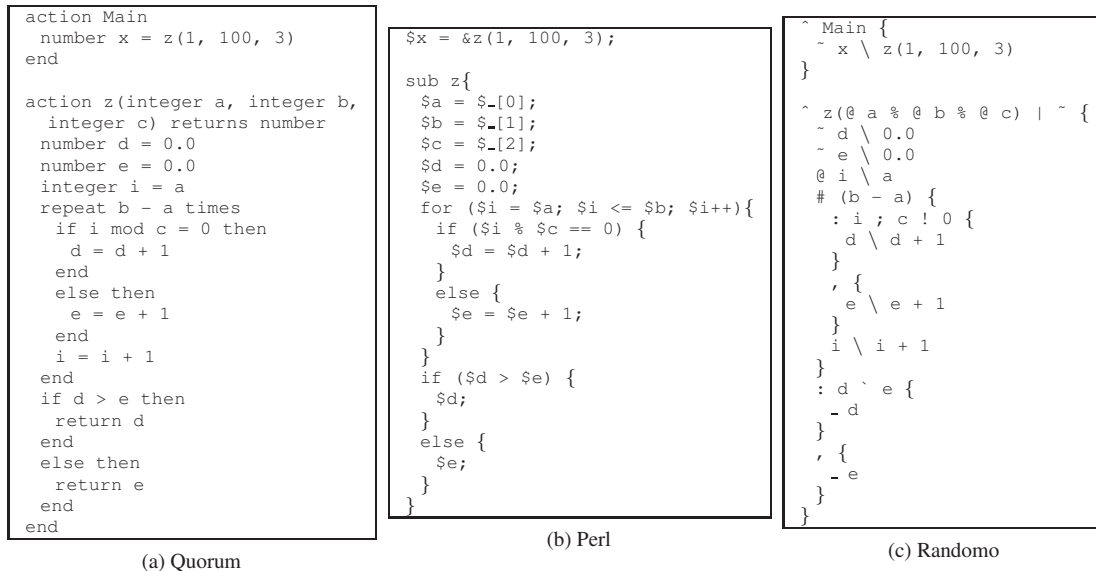 action Main
number x = z(1, 100, 3)
end
action z(integer a, integer b,
integer c) returns number
number d = 0.0
number e = 0.0
integer i = a
repeat b - a times
if i mod c = 0 then
d = d + 1
end
else then
e = e + 1
end
i = i + 1
end
if d > e then
return d
end
else then
return e
end
end
(a) Quorum
$x = &z(1, 100, 3);
sub z{
$a = $_[0];
$b = $_[1];
$c = $_[2];
$d = 0.0;
$e = 0.0;
for ($i = $a; $i <= $b; $i++){
if ($i % $c == 0) {
$d = $d + 1;
}
else {
$e = $e + 1;
}
}
if ($d > $e) {
$d;
}
else {
$e;
}
}
(b) Perl
ˆ Main {
˜ x \ z(1, 100, 3)
}
ˆ z(@ a % @ b % @ c) | ˜ {
˜ d \ 0.0
˜ e \ 0.0
@ i \ a
# (b - a) {
: i ; c ! 0 {
d \ d + 1
}
, {
e \ e + 1
}
i \ i + 1
}
: d ` e {
_ d
}
, {
_ e
}
}
(c) Randomo